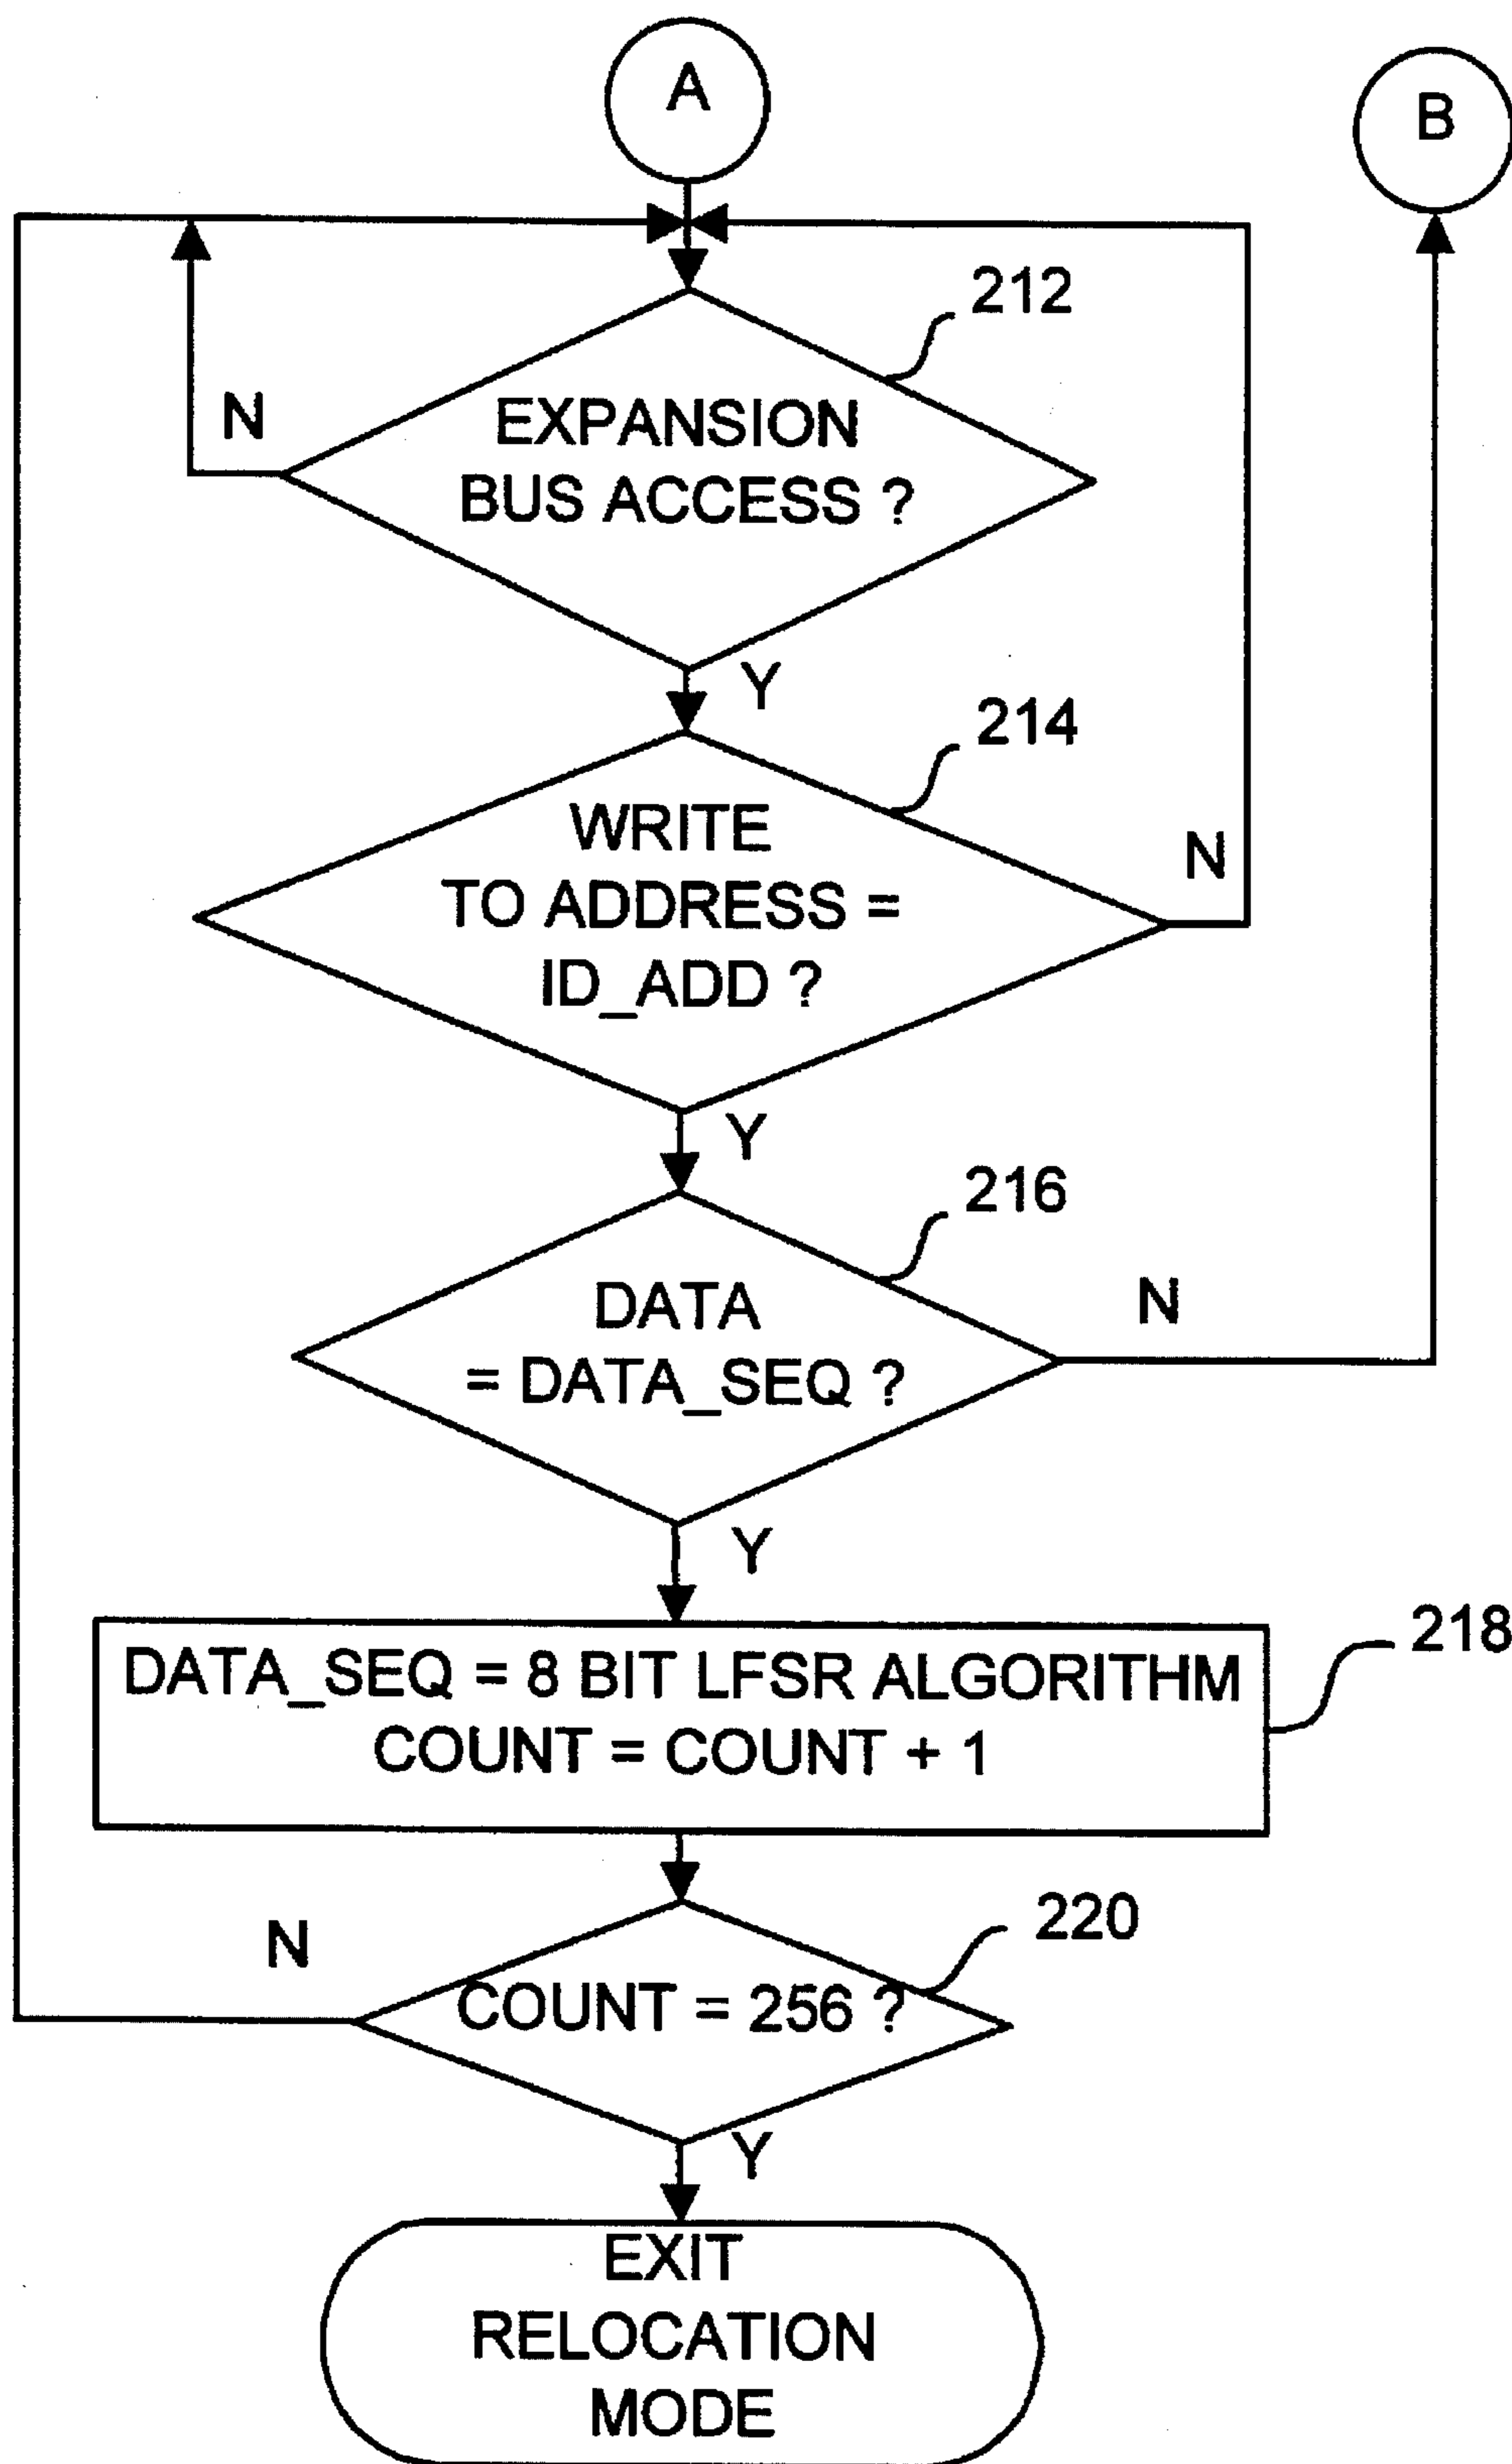 A
B
212
EXPANSION
BUS ACCESS ?
N
Y
214
WRITE
TO ADDRESS =
ID_ADD ?
N
Y
216
DATA
= DATA_SEQ ?
N
Y
218
DATA_SEQ = 8 BIT LFSR ALGORITHM
COUNT = COUNT + 1
220
N
COUNT = 256 ?
Y
EXIT
RELOCATION
MODE